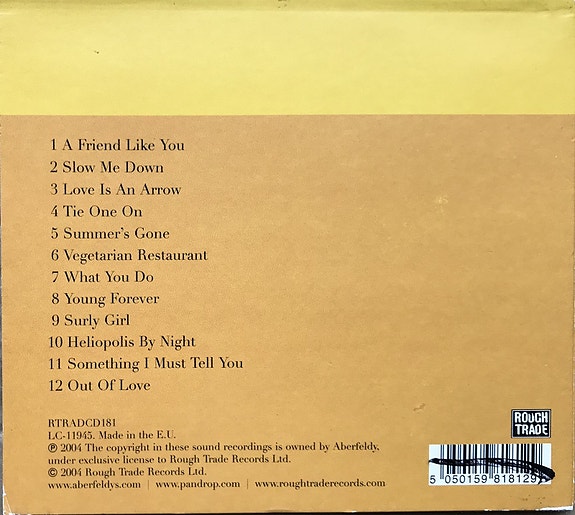 1 A Friend Like You
2 Slow Me Down
3 Love Is An Arrow
4 Tie One On
5 Summer's Gone
6 Vegetarian Restaurant
7 What You Do
8 Young Forever
9 Surly Girl
10 Heliopolis By Night
11 Something I Must Tell You
12 Out Of Love
RTRADCD181
LC-11945. Made in the E.U.
℗ 2004 The copyright in these sound recordings is owned by Aberfeldy,
under exclusive license to Rough Trade Records Ltd.
© 2004 Rough Trade Records Ltd.
www.aberfeldys.com | www.pandrop.com | www.roughtraderecords.com
ROUGH
TRADE
5 050159 818129